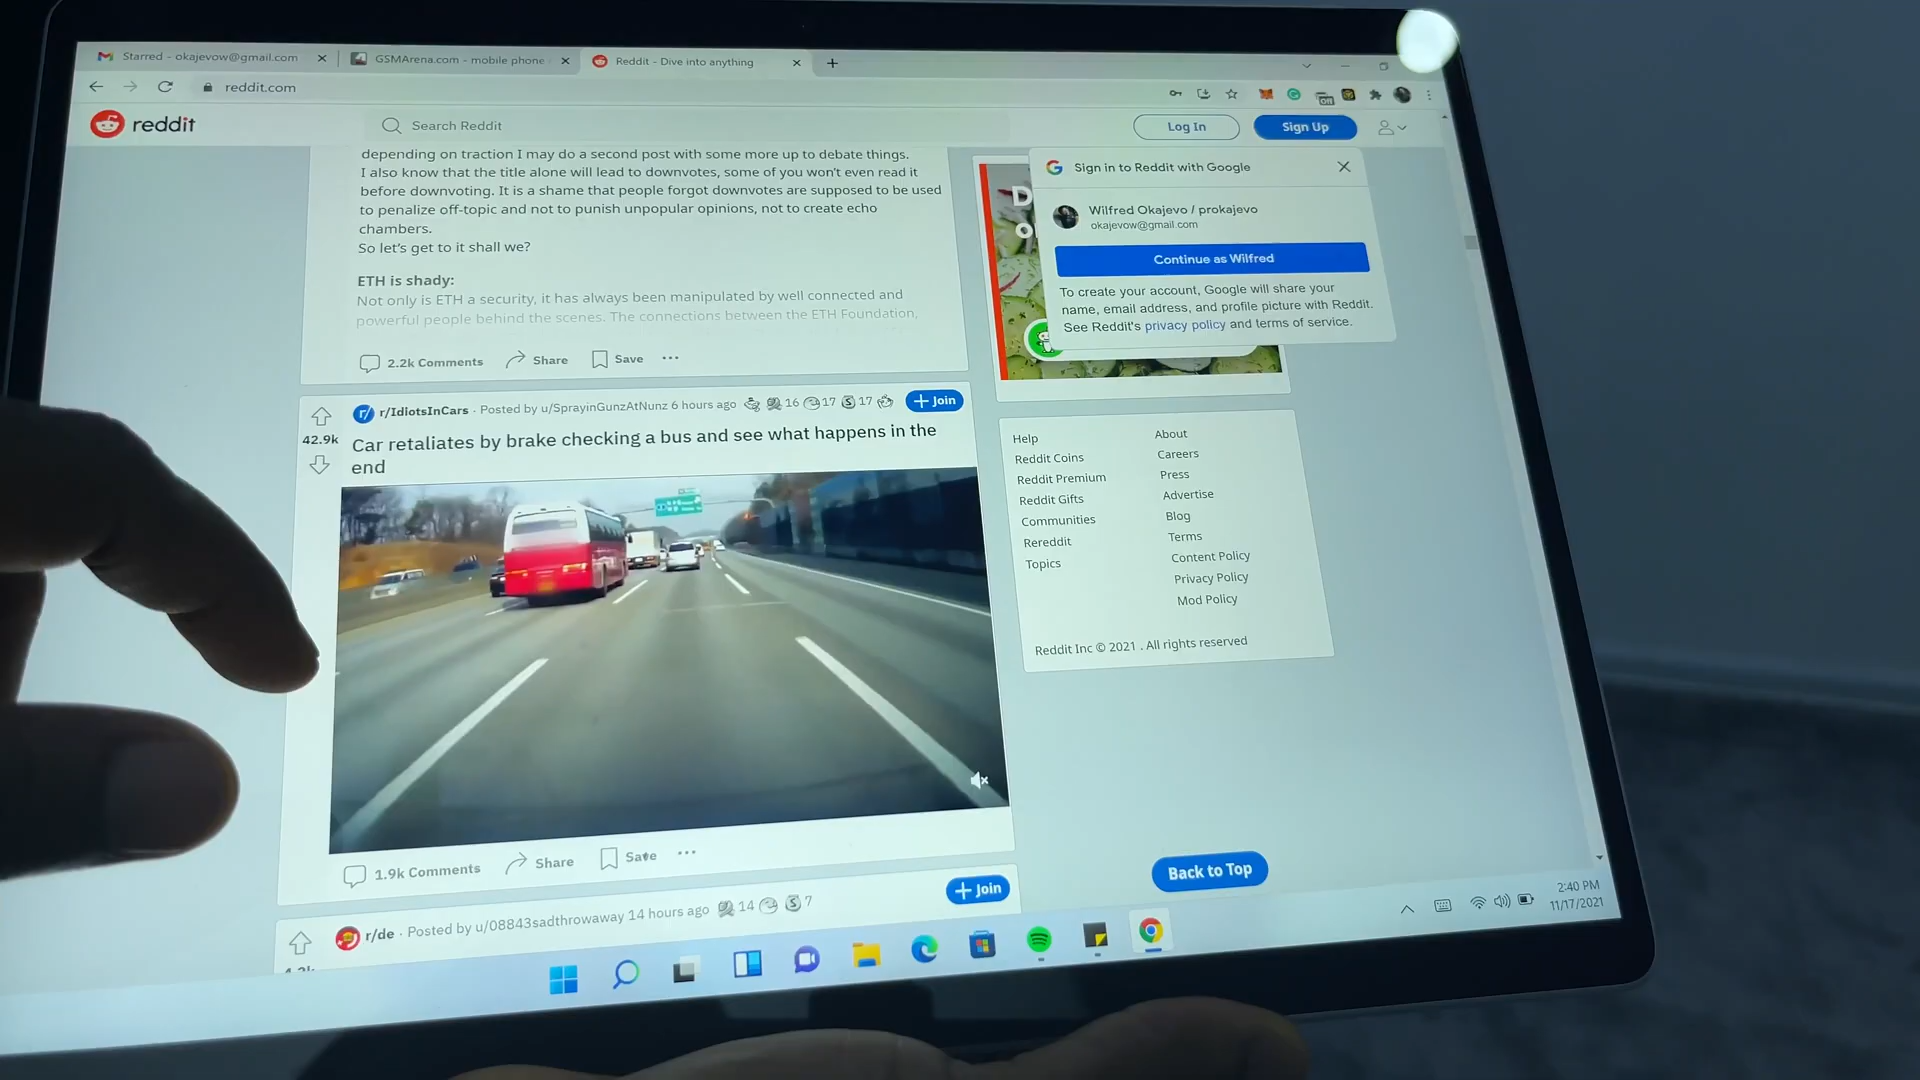 Starred - okajevow@gmail.com
GSMArena.com - mobile phone
Reddit - Dive into anything
reddit.com
reddit
Search Reddit
Log In
Sign Up
depending on traction I may do a second post with some more up to debate things.
I also know that the title alone will lead to downvotes, some of you won't even read it
before downvoting. It is a shame that people forgot downvotes are supposed to be used
to penalize off-topic and not to punish unpopular opinions, not to create echo
chambers.
So let's get to it shall we?
ETH is shady:
Not only is ETH a security, it has always been manipulated by well connected and
powerful people behind the scenes. The connections between the ETH Foundation,
2.2k Comments
Share
Save
Sign in to Reddit with Google
Wilfred Okajevo / prokajevo
okajevow@gmail.com
Continue as Wilfred
To create your account, Google will share your
name, email address, and profile picture with Reddit.
See Reddit's privacy policy and terms of service.
r/IdiotsInCars · Posted by u/SprayinGunzAtNunz 6 hours ago 16 17 17
Join
42.9k
Car retaliates by brake checking a bus and see what happens in the
end
1.9k Comments
Share
Save
Help
Reddit Coins
Reddit Premium
Reddit Gifts
Communities
Rereddit
Topics
About
Careers
Press
Advertise
Blog
Terms
Content Policy
Privacy Policy
Mod Policy
Reddit Inc © 2021 . All rights reserved
Back to Top
r/de · Posted by u/08843sadthrowaway 14 hours ago 14 7
Join
2:40 PM
11/17/2021